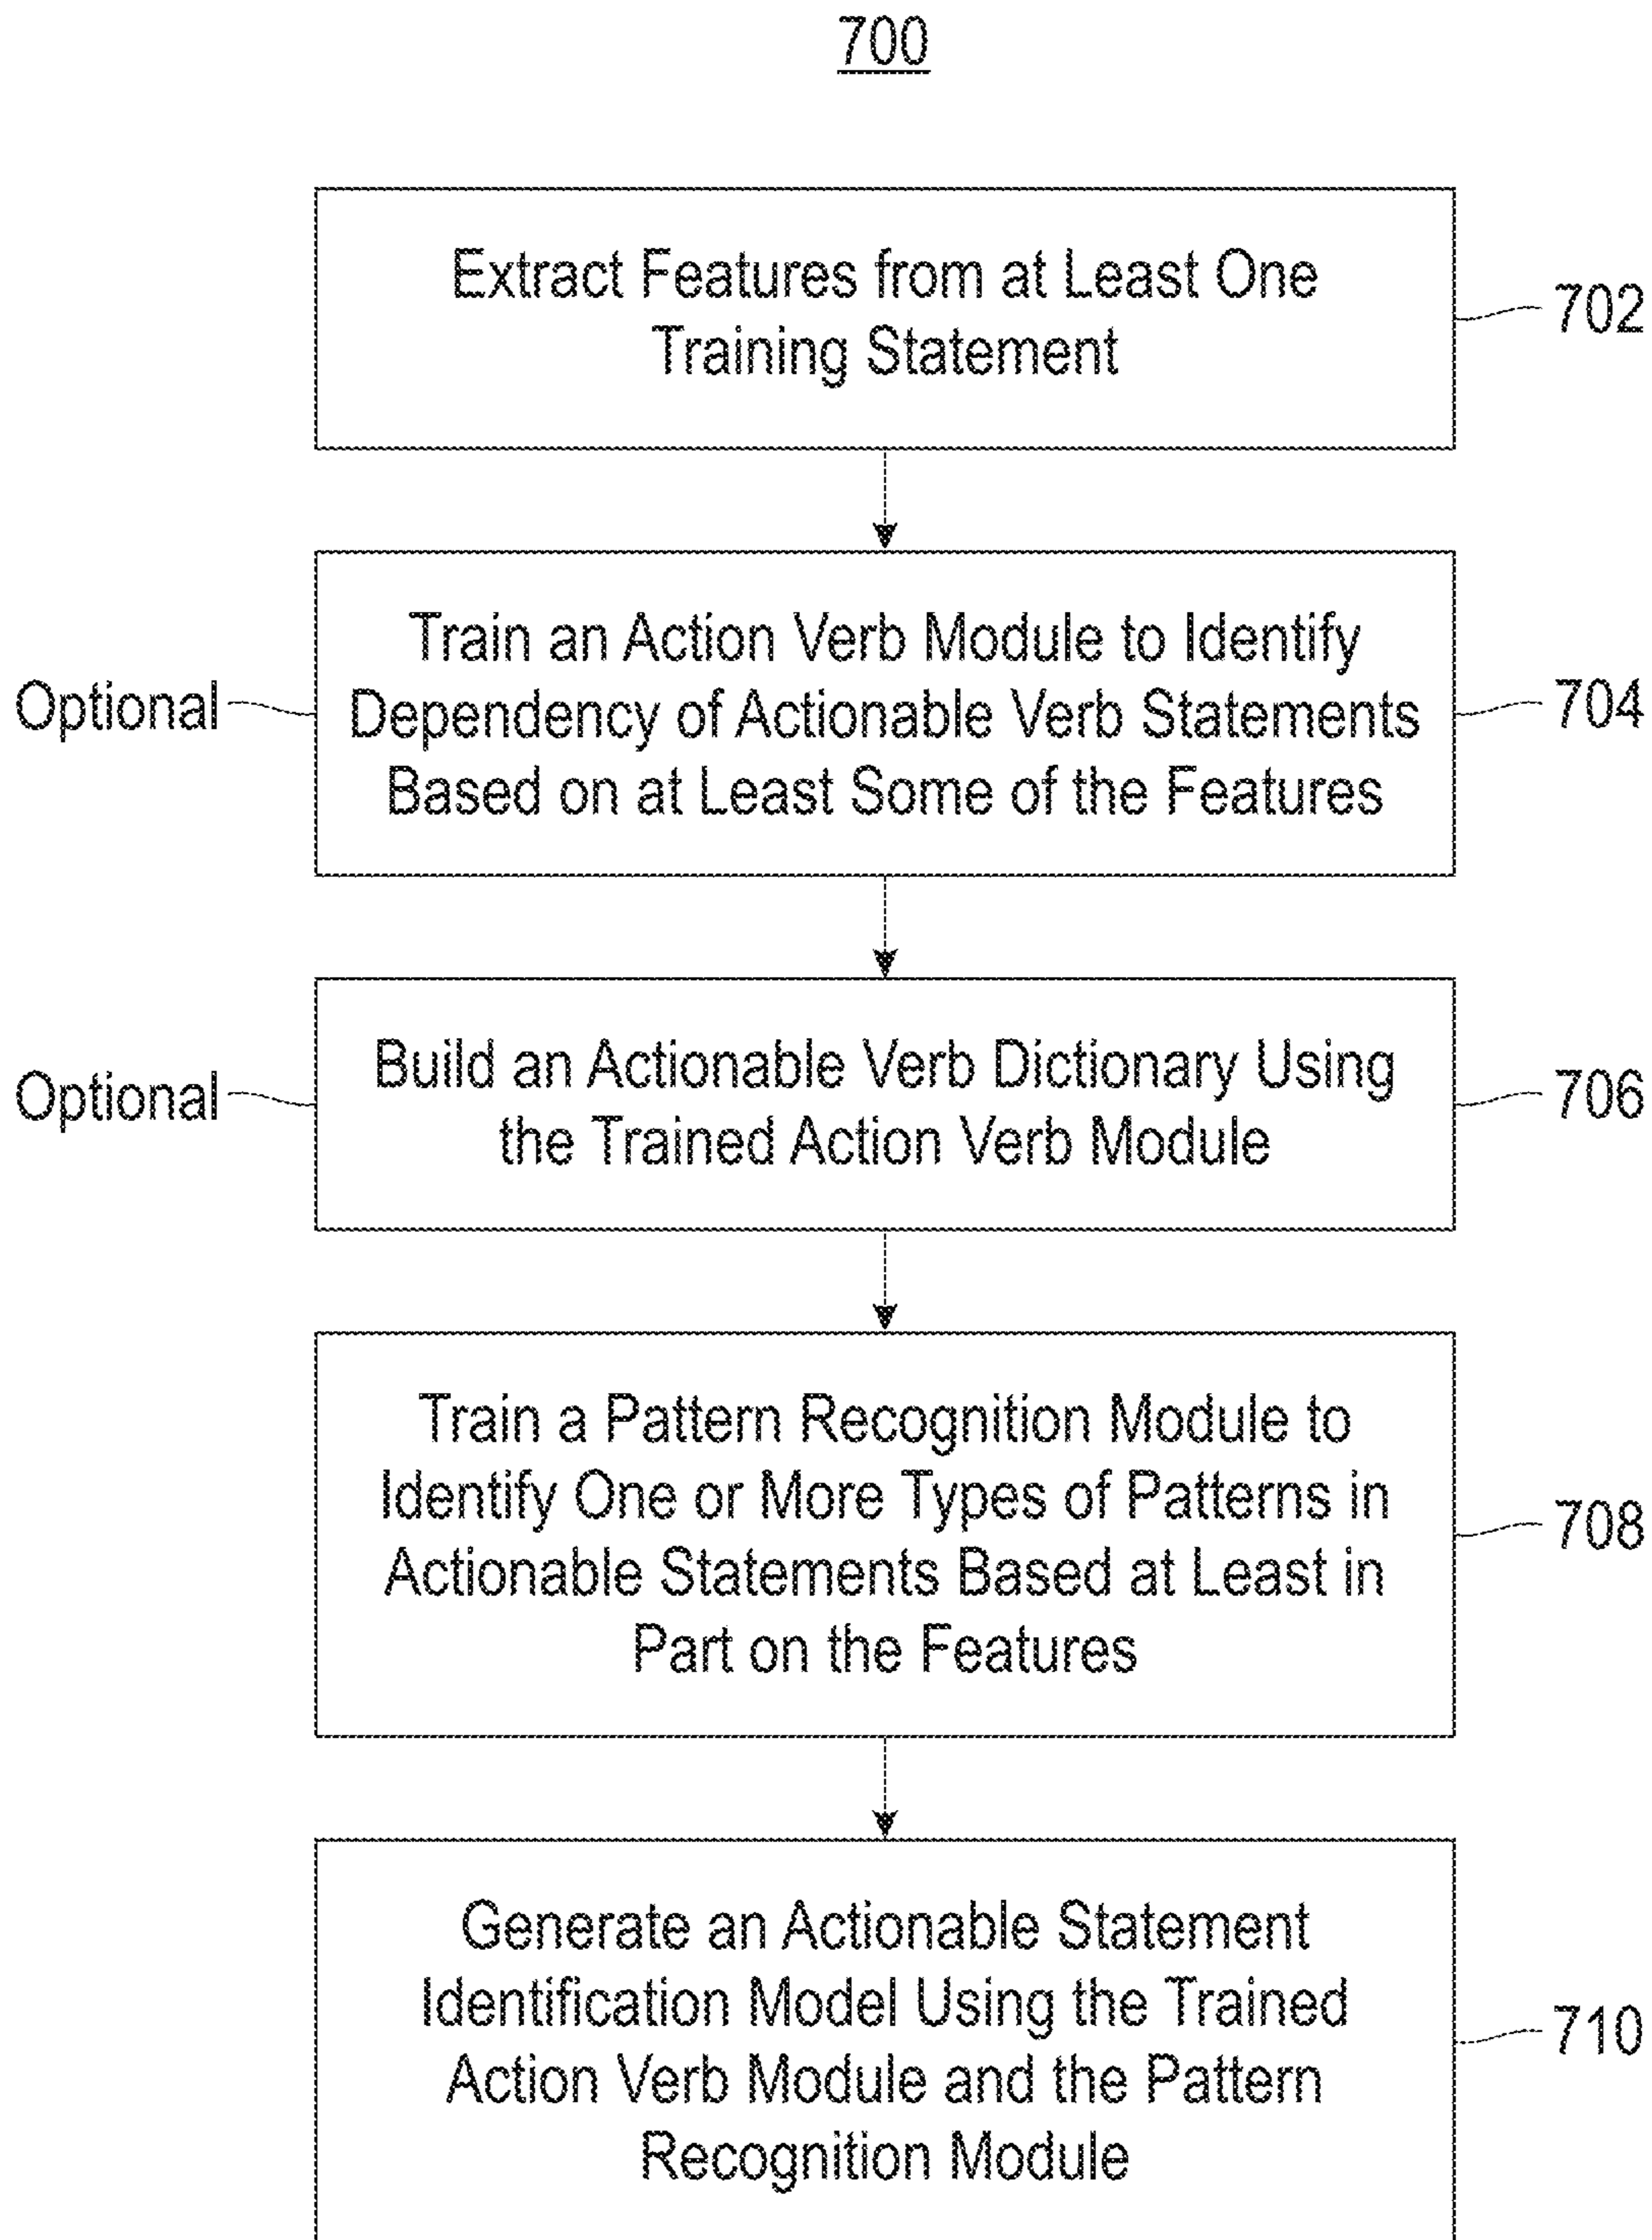 700
Extract Features from at Least One
Training Statement
702
Train an Action Verb Module to Identify
Dependency of Actionable Verb Statements
Based on at Least Some of the Features
Optional
704
Build an Actionable Verb Dictionary Using
the Trained Action Verb Module
Optional
706
Train a Pattern Recognition Module to
Identify One or More Types of Patterns in
Actionable Statements Based at Least in
Part on the Features
708
Generate an Actionable Statement
Identification Model Using the Trained
Action Verb Module and the Pattern
Recognition Module
710